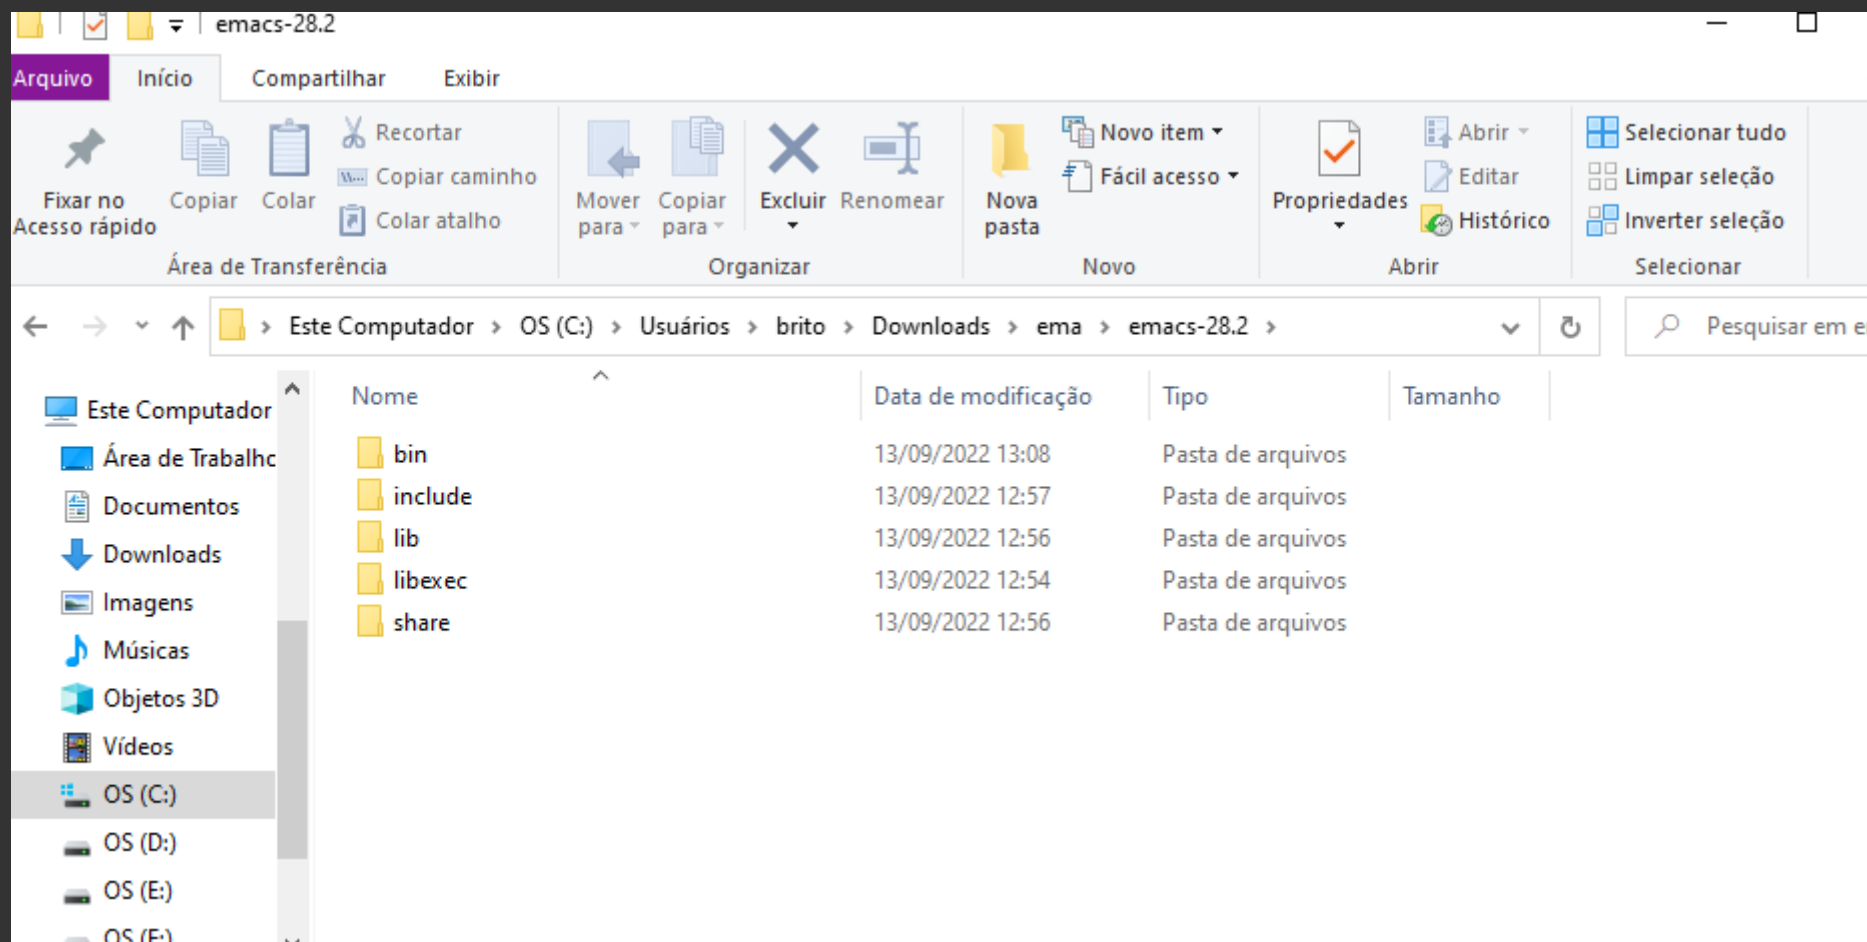 emacs-28.2
Arquivo Início Compartilhar Exibir
Fixar no
Acesso rápido
Copiar
Colar
Recortar
Copiar caminho
Colar atalho
Área de Transferência
Mover
para
Copiar
para
Excluir
Renomear
Organizar
Nova
pasta
Novo item
Fácil acesso
Novo
Propriedades
Abrir
Editar
Histórico
Abrir
Selecionar tudo
Limpar seleção
Inverter seleção
Selecionar
Este Computador > OS (C:) > Usuários > brito > Downloads > ema > emacs-28.2 >
Pesquisar em
Este Computador
Área de Trabalho
Documentos
Downloads
Imagens
Músicas
Objetos 3D
Vídeos
OS (C:)
OS (D:)
OS (E:)
Nome Data de modificação Tipo Tamanho
bin 13/09/2022 13:08 Pasta de arquivos
include 13/09/2022 12:57 Pasta de arquivos
lib 13/09/2022 12:56 Pasta de arquivos
libexec 13/09/2022 12:54 Pasta de arquivos
share 13/09/2022 12:56 Pasta de arquivos